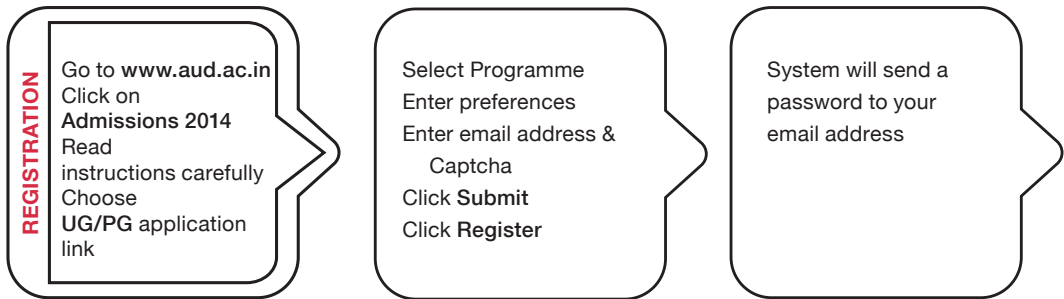 REGISTRATION
Go to www.aud.ac.in
Click on
Admissions 2014
Read
instructions carefully
Choose
UG/PG application
link
Select Programme
Enter preferences
Enter email address &
Captcha
Click Submit
Click Register
System will send a
password to your
email address